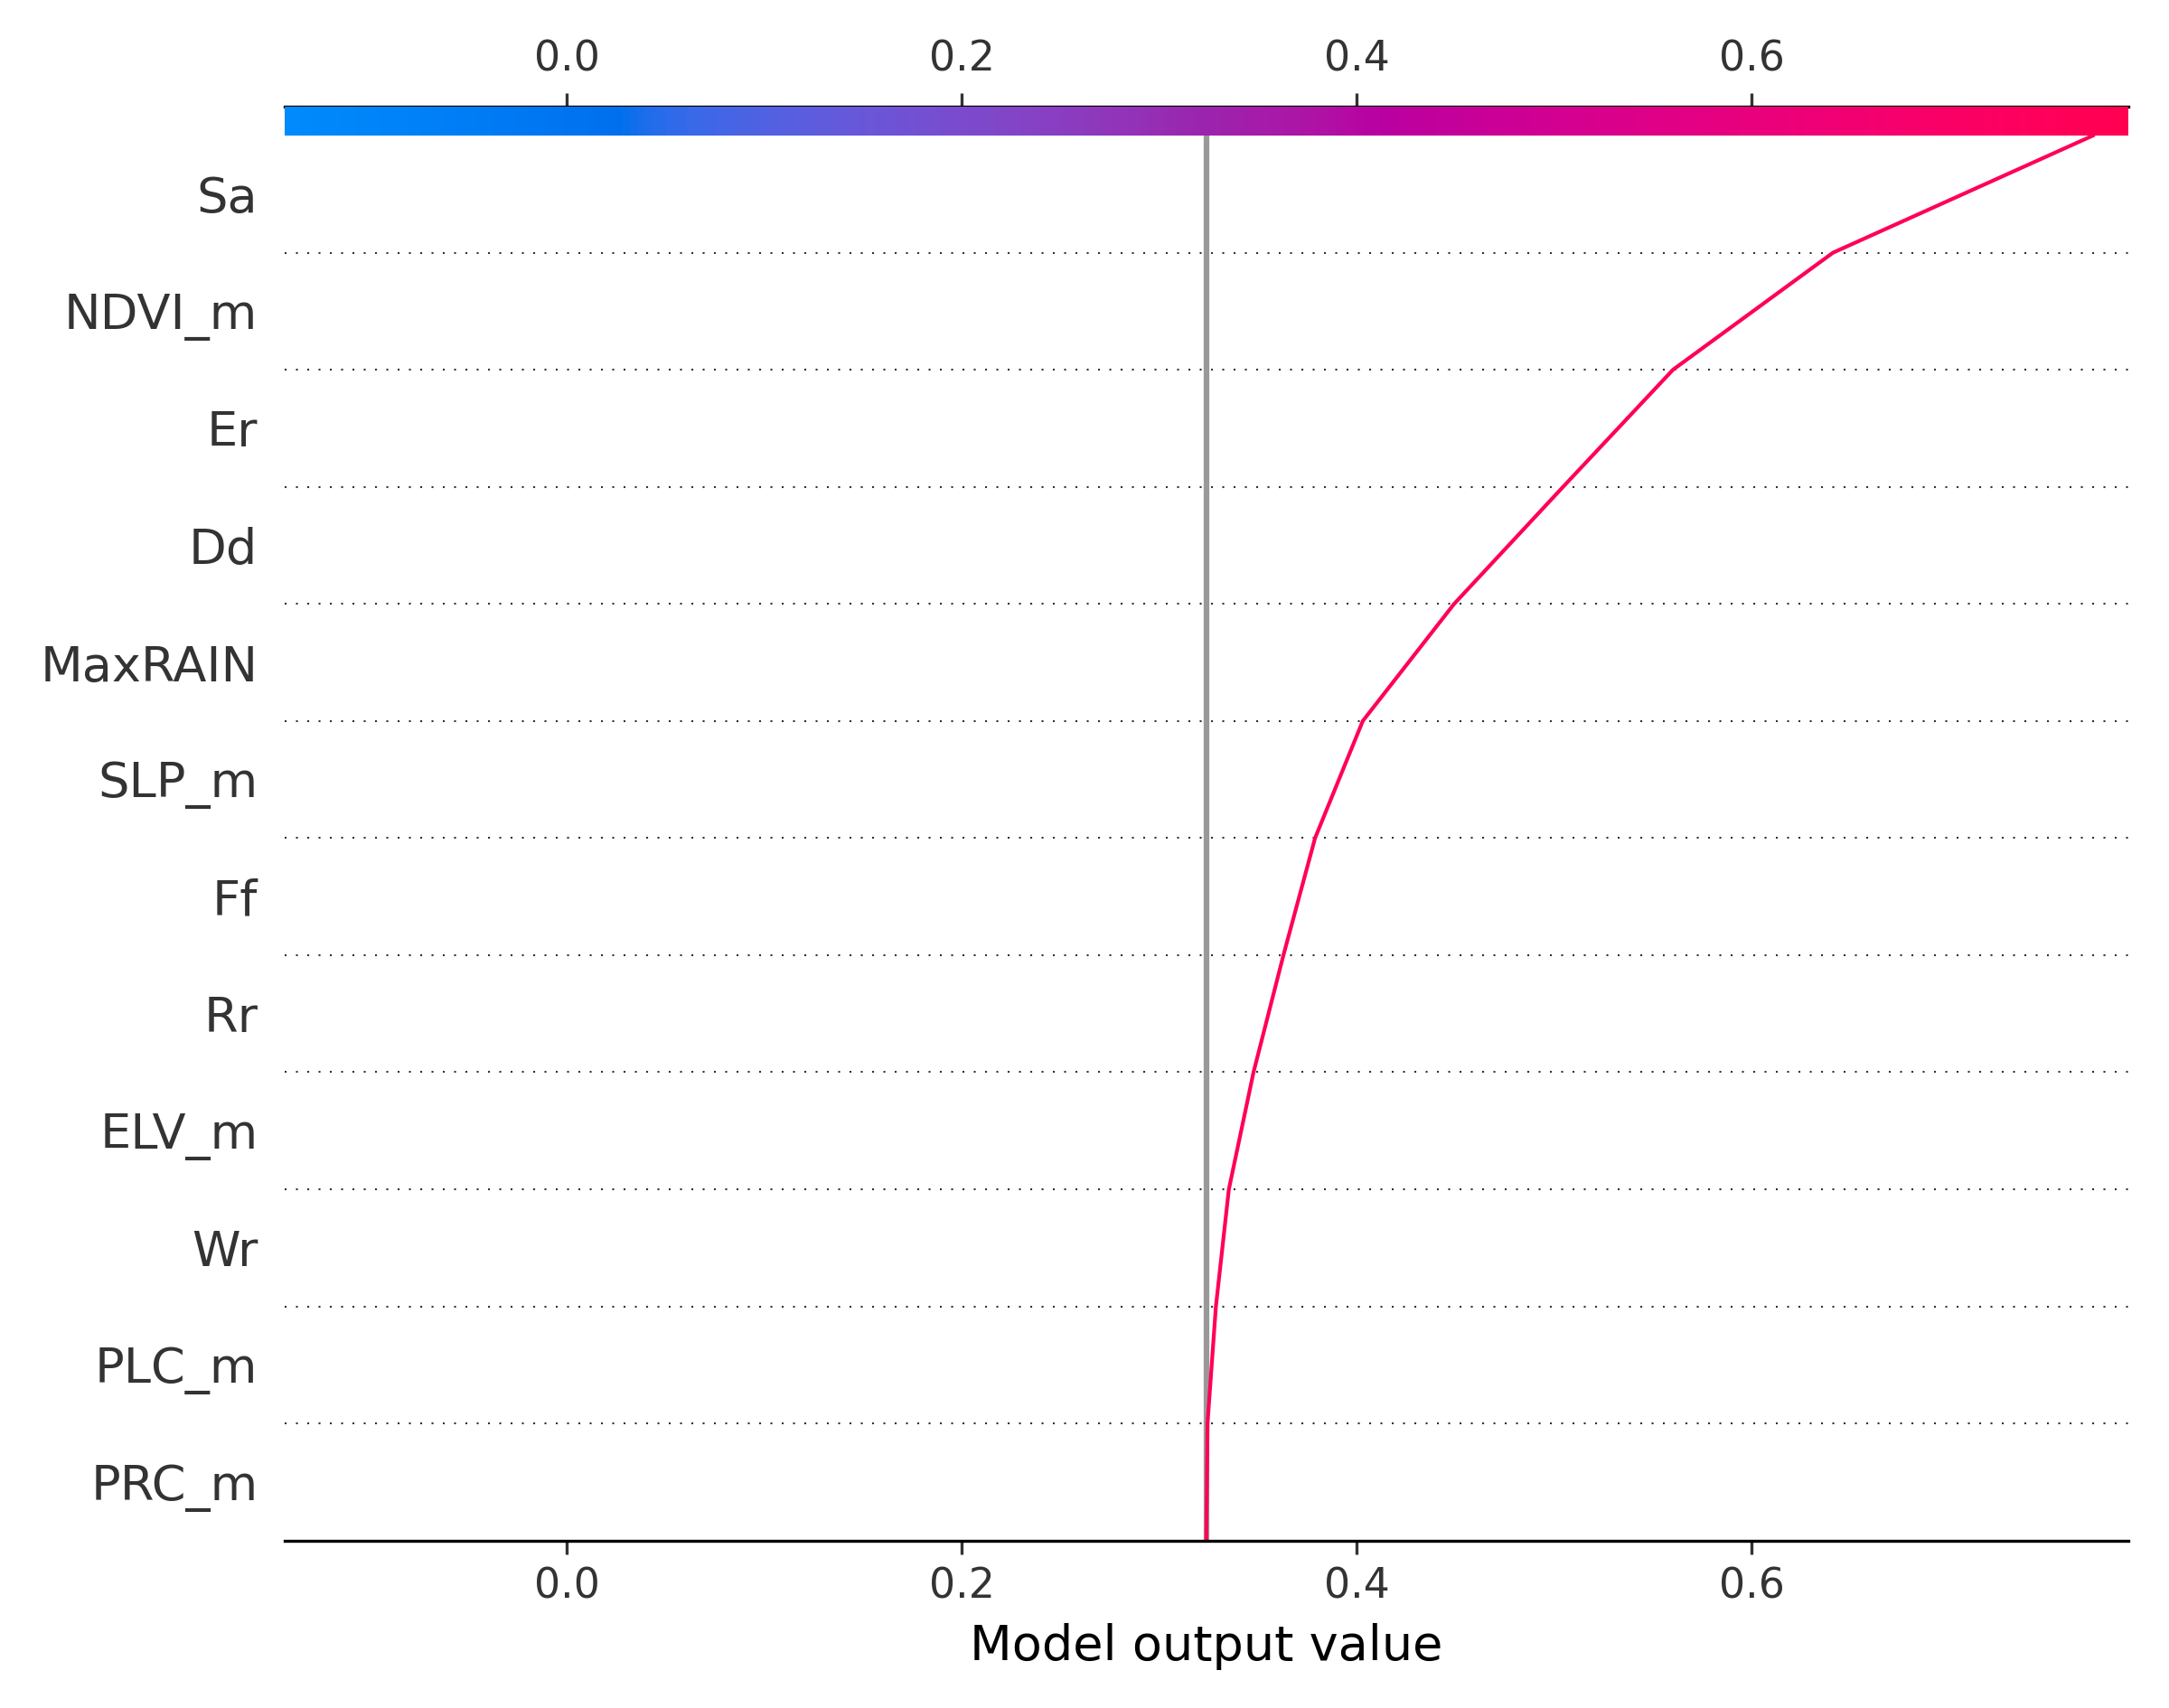 0.0 0.2 0.4 0.6
Sa
NDVI_m
Er
Dd
MaxRAIN
SLP_m
Ff
Rr
ELV_m
Wr
PLC_m
PRC_m
0.0 0.2 0.4 0.6
Model output value